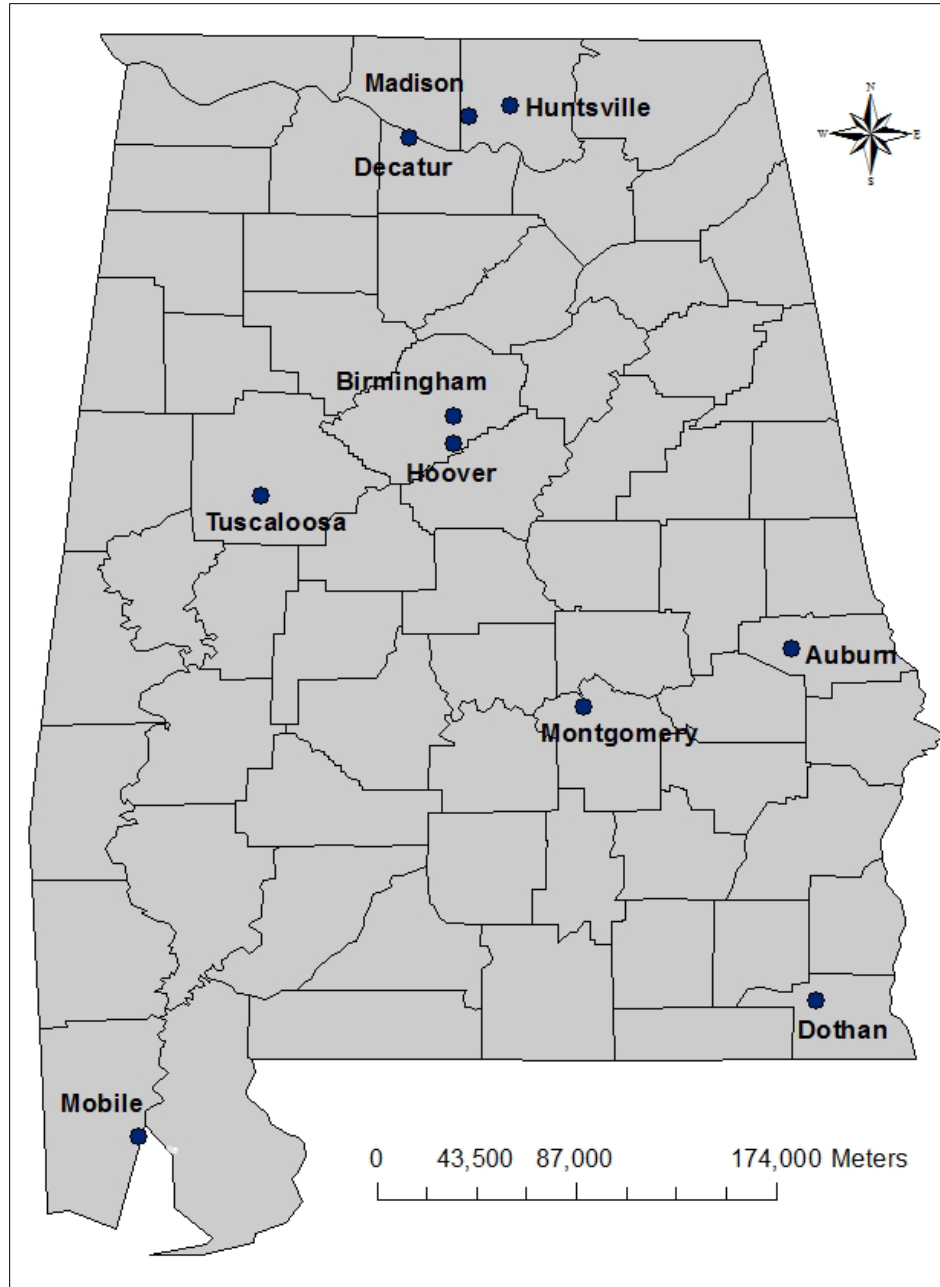 Madison
Huntsville
Decatur
N
W
E
S
Birmingham
Hoover
Tuscaloosa
Auburn
Montgomery
Dothan
Mobile
0 43,500 87,000 174,000 Meters